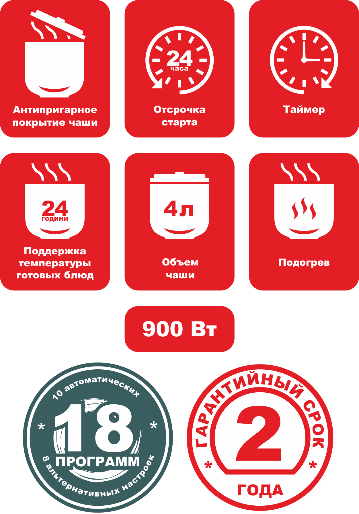 Антипригарное
покрытие чаши
24
часа
Отсрочка
старта
Таймер
24
години
Поддержка
температуры
готовых блюд
4 л
Объем
чаши
Подогрев
900 Вт
10 автоматических
18
ПРОГРАММ
8 альтернативных настроек
ГАРАНТИЙНЫЙ СРОК
2
ГОДА